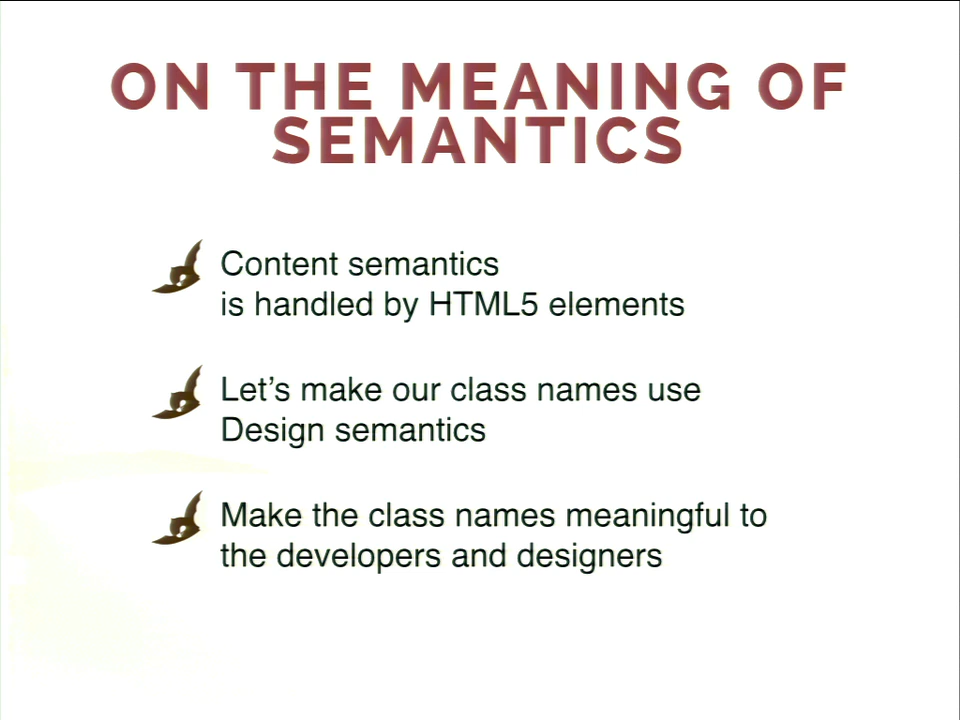 ON THE MEANING OF
SEMANTICS
Content semantics
is handled by HTML5 elements
Let’s make our class names use
Design semantics
Make the class names meaningful to
the developers and designers